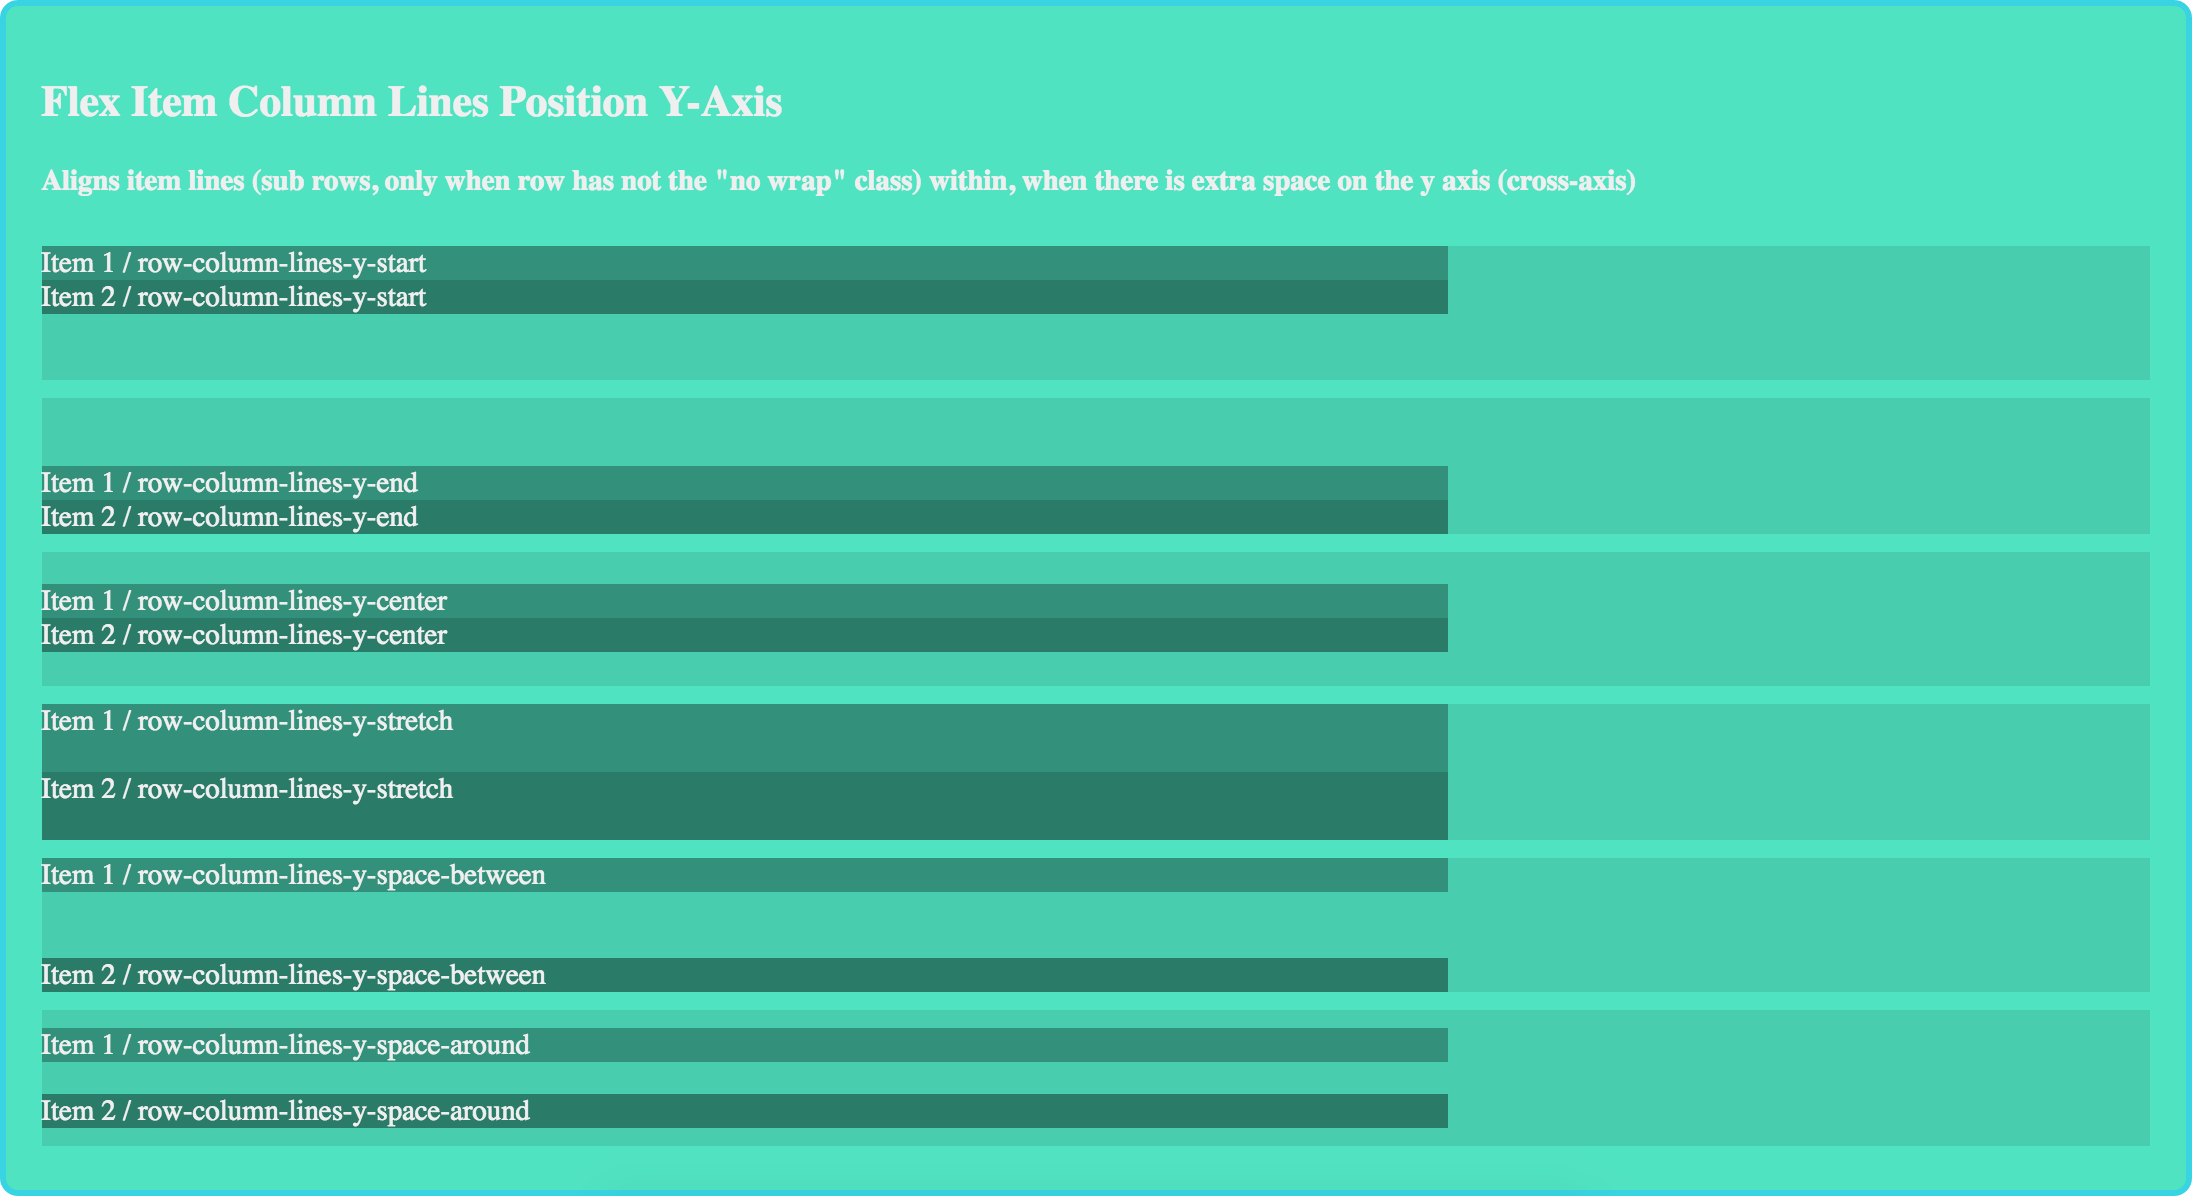 Flex Item Column Lines Position Y-Axis
Aligns item lines (sub rows, only when row has not the "no wrap" class) within, when there is extra space on the y axis (cross-axis)
Item 1 / row-column-lines-y-start
Item 2 / row-column-lines-y-start
Item 1 / row-column-lines-y-end
Item 2 / row-column-lines-y-end
Item 1 / row-column-lines-y-center
Item 2 / row-column-lines-y-center
Item 1 / row-column-lines-y-stretch
Item 2 / row-column-lines-y-stretch
Item 1 / row-column-lines-y-space-between
Item 2 / row-column-lines-y-space-between
Item 1 / row-column-lines-y-space-around
Item 2 / row-column-lines-y-space-around